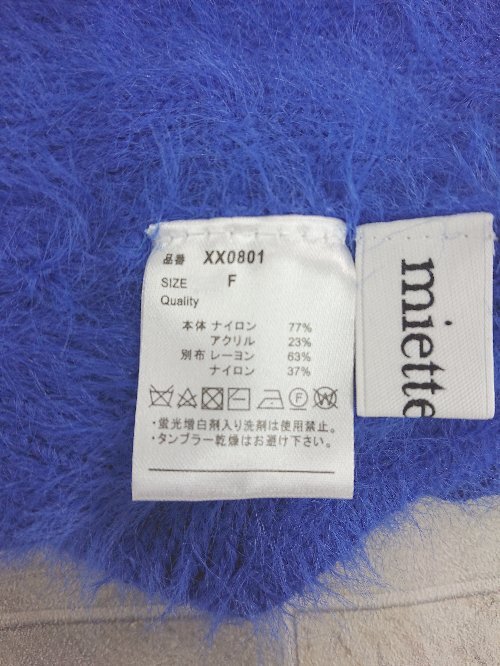 品番 XX0801
SIZE F
Quality
本体 ナイロン 77%
アクリル 23%
別布 レーヨン 63%
ナイロン 37%
・蛍光増白剤入り洗剤は使用禁止。
・タンブラー乾燥はお避け下さい。
miette